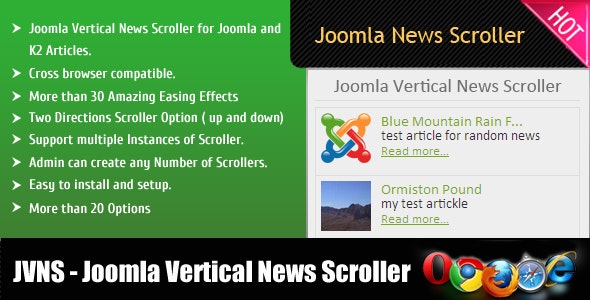 Joomla Vertical News Scroller for Joomla and
K2 Articles.
Cross browser compatible.
More than 30 Amazing Easing Effects
Two Directions Scroller Option ( up and down)
Support multiple Instances of Scroller.
Admin can create any Number of Scrollers.
Easy to install and setup.
More than 20 Options
Joomla News Scroller
HOT
Joomla Vertical News Scroller
Blue Mountain Rain F...
test article for random news
Read more...
Ormiston Pound
my test artickle
Read more...
JVNS - Joomla Vertical News Scroller